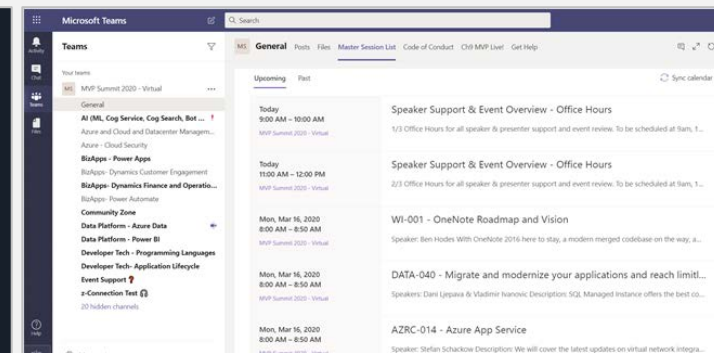 Microsoft Teams
Search
Activity
Chat
Teams
Files
Help
Teams
Your teams
MS MVP Summit 2020 - Virtual ...
General
AI (ML, Cog Service, Cog Search, Bot ... !
Azure and Cloud and Datacenter Managem...
Azure - Cloud Security
BizApps - Power Apps
BizApps- Dynamics Customer Engagement
BizApps- Dynamics Finance and Operatio...
BizApps- Power Automate
Community Zone
Data Platform - Azure Data
Data Platform - Power BI
Developer Tech - Programming Languages
Developer Tech- Application Lifecycle
Event Support ❓
z-Connection Test 🎧
20 hidden channels
MS General Posts Files Master Session List Code of Conduct Ch9 MVP Live! Get Help
Upcoming Past Sync calendar
Today
9:00 AM – 10:00 AM
MVP Summit 2020 - Virtual
Speaker Support & Event Overview - Office Hours
1/3 Office Hours for all speaker & presenter support and event review. To be scheduled at 9am, 1...
Today
11:00 AM – 12:00 PM
MVP Summit 2020 - Virtual
Speaker Support & Event Overview - Office Hours
2/3 Office Hours for all speaker & presenter support and event review. To be scheduled at 9am, 1...
Mon, Mar 16, 2020
8:00 AM – 8:50 AM
MVP Summit 2020 - Virtual
WI-001 - OneNote Roadmap and Vision
Speaker: Ben Hodes With OneNote 2016 here to stay, a modern merged codebase on the way, a...
Mon, Mar 16, 2020
8:00 AM – 8:50 AM
MVP Summit 2020 - Virtual
DATA-040 - Migrate and modernize your applications and reach limitl...
Speakers: Dani Ljepava & Vladimir Ivanovic Description: SQL Managed Instance offers the best co...
Mon, Mar 16, 2020
8:00 AM – 8:50 AM
AZRC-014 - Azure App Service
Speaker: Stefan Schackow Description: We will cover the latest updates on virtual network integra...